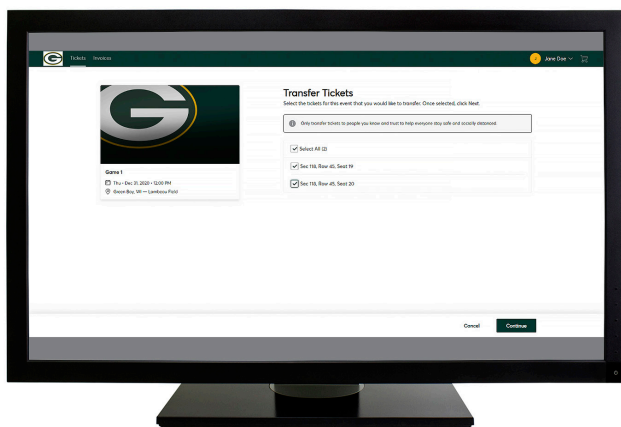 G
Tickets Invoices
J Jane Doe
G
Game 1
Thu • Dec 31, 2020 • 12:00 PM
Green Bay, WI — Lambeau Field
Transfer Tickets
Select the tickets for this event that you would like to transfer. Once selected, click Next.
Only transfer tickets to people you know and trust to help everyone stay safe and socially distanced
Select All (2)
Sec 118, Row 45, Seat 19
Sec 118, Row 45, Seat 20
Cancel Continue